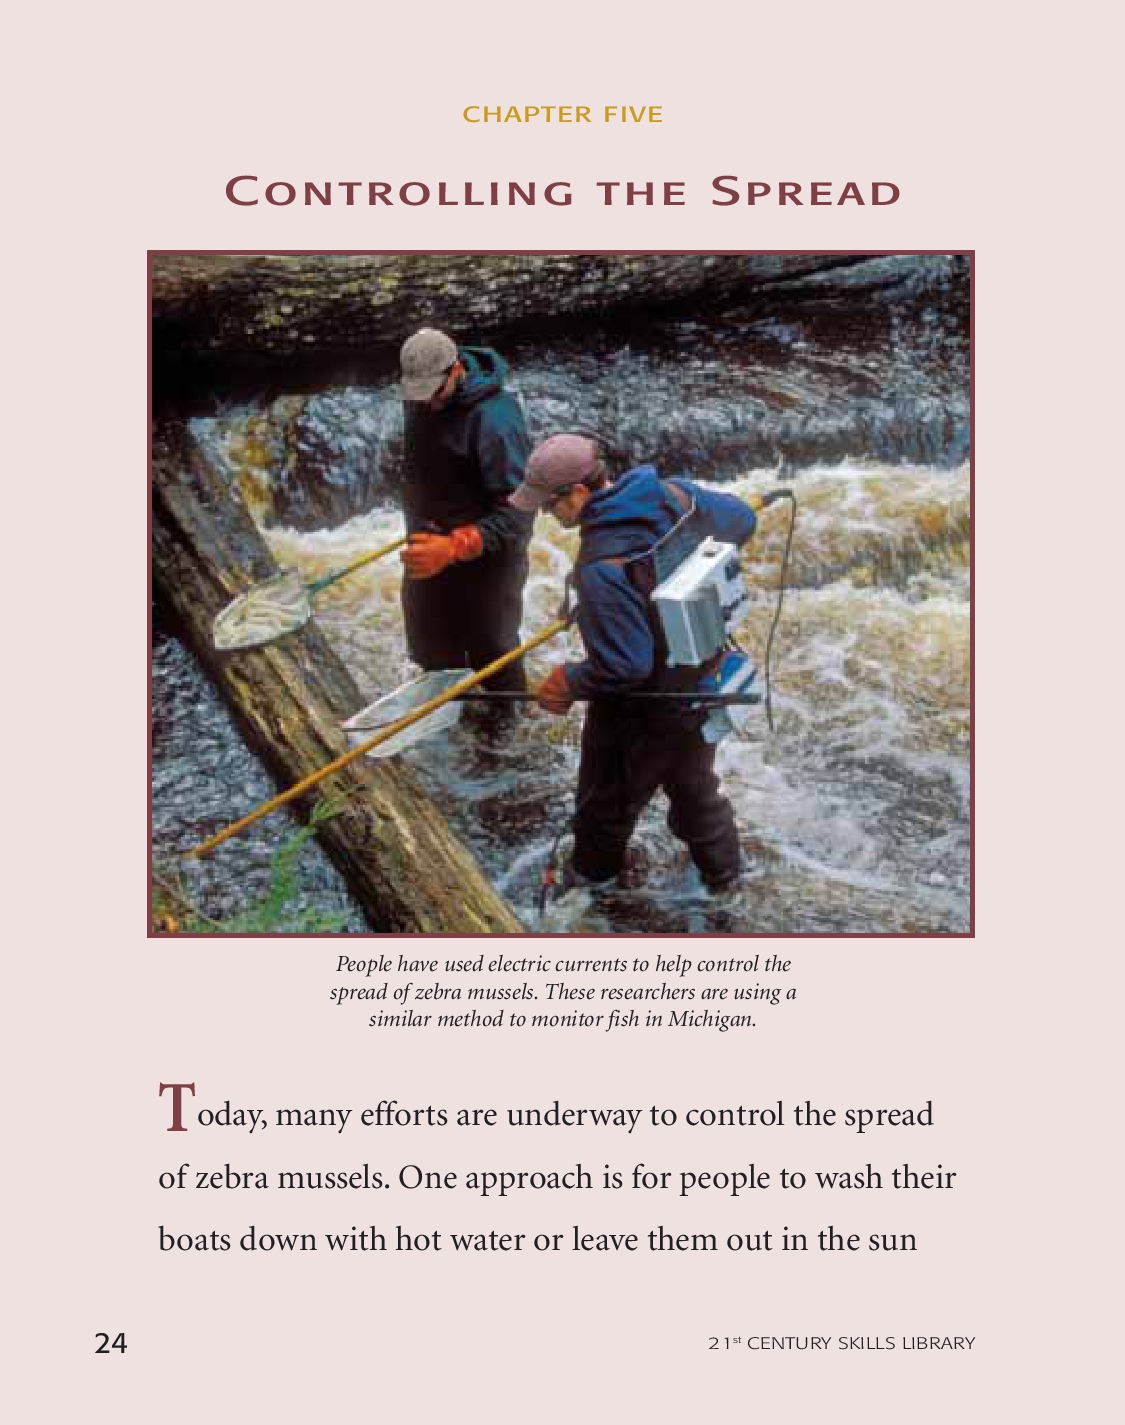 CHAPTER FIVE
CONTROLLING THE SPREAD
People have used electric currents to help control the
spread of zebra mussels. These researchers are using a
similar method to monitor fish in Michigan.
Today, many efforts are underway to control the spread
of zebra mussels. One approach is for people to wash their
boats down with hot water or leave them out in the sun
24
21st CENTURY SKILLS LIBRARY